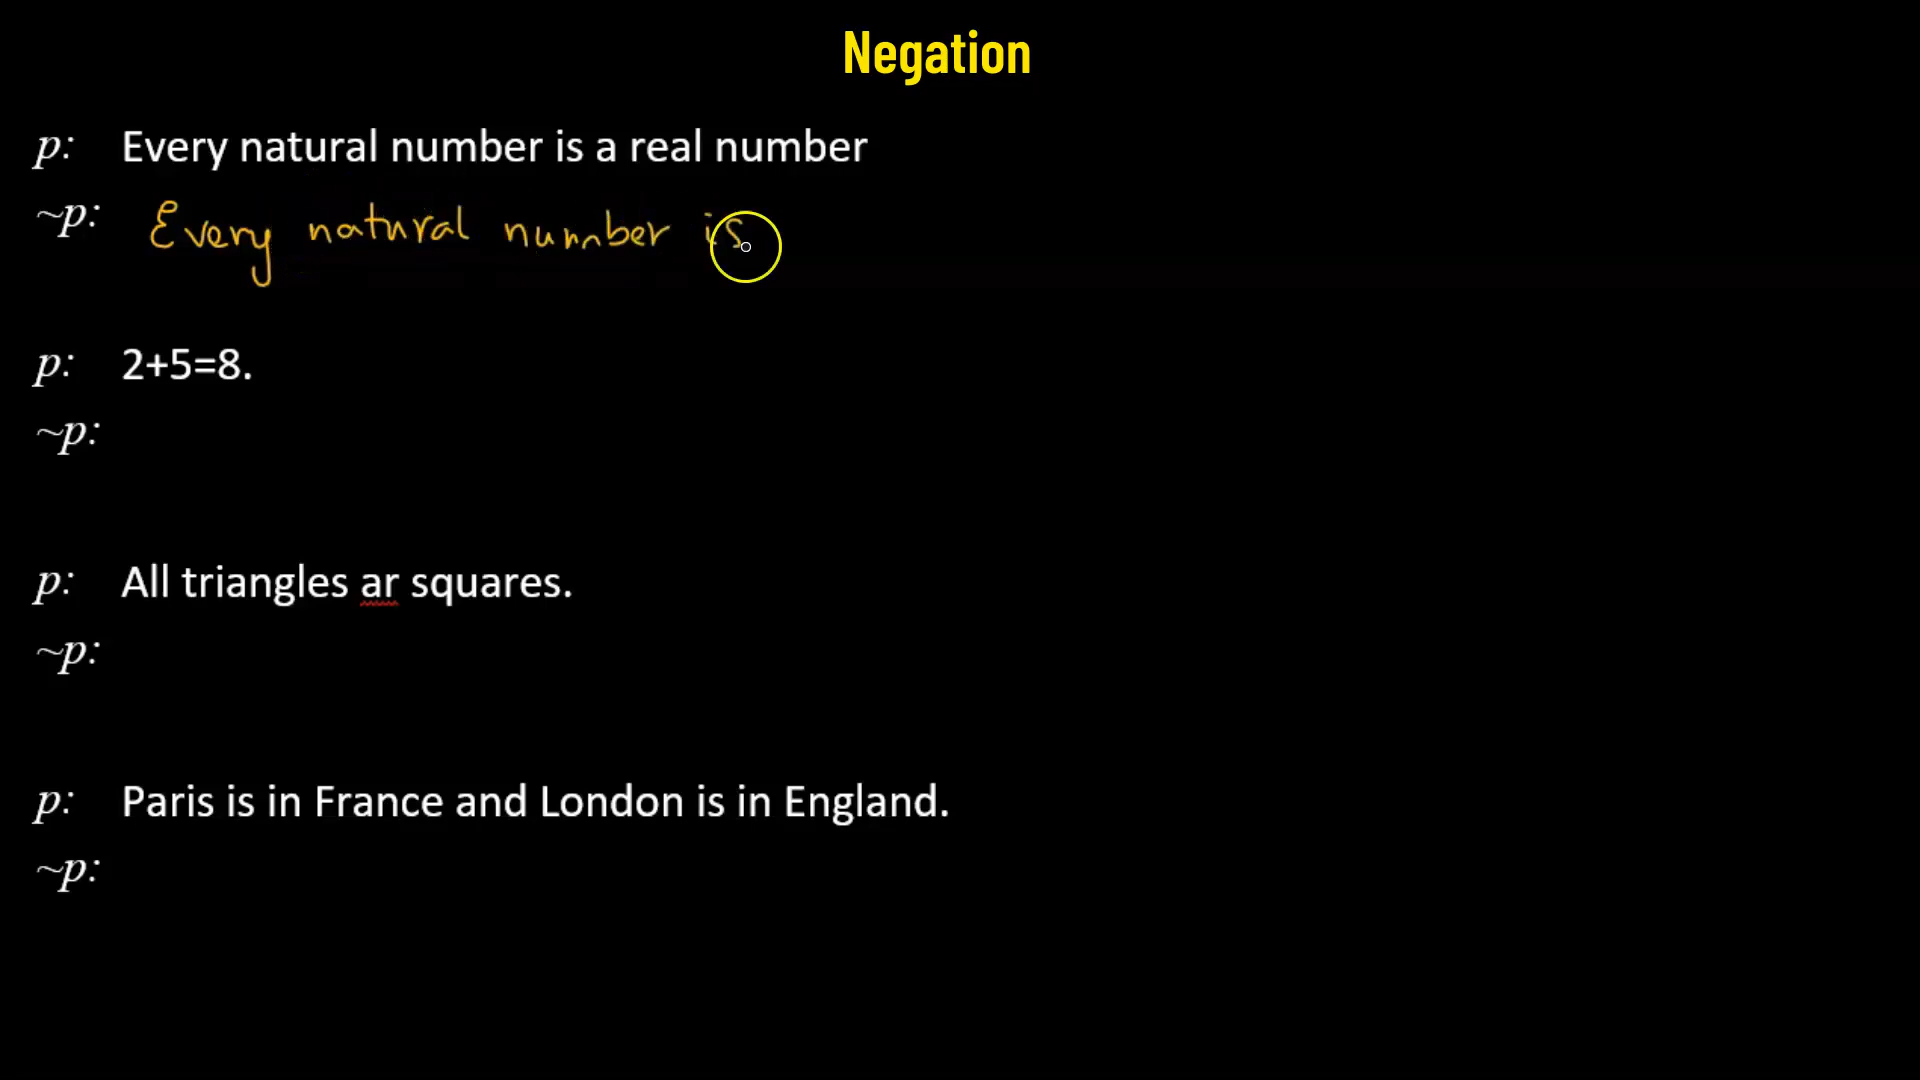 Negation
p: Every natural number is a real number
~p: Every natural number is
p: 2+5=8.
~p:
p: All triangles ar squares.
~p:
p: Paris is in France and London is in England.
~p: